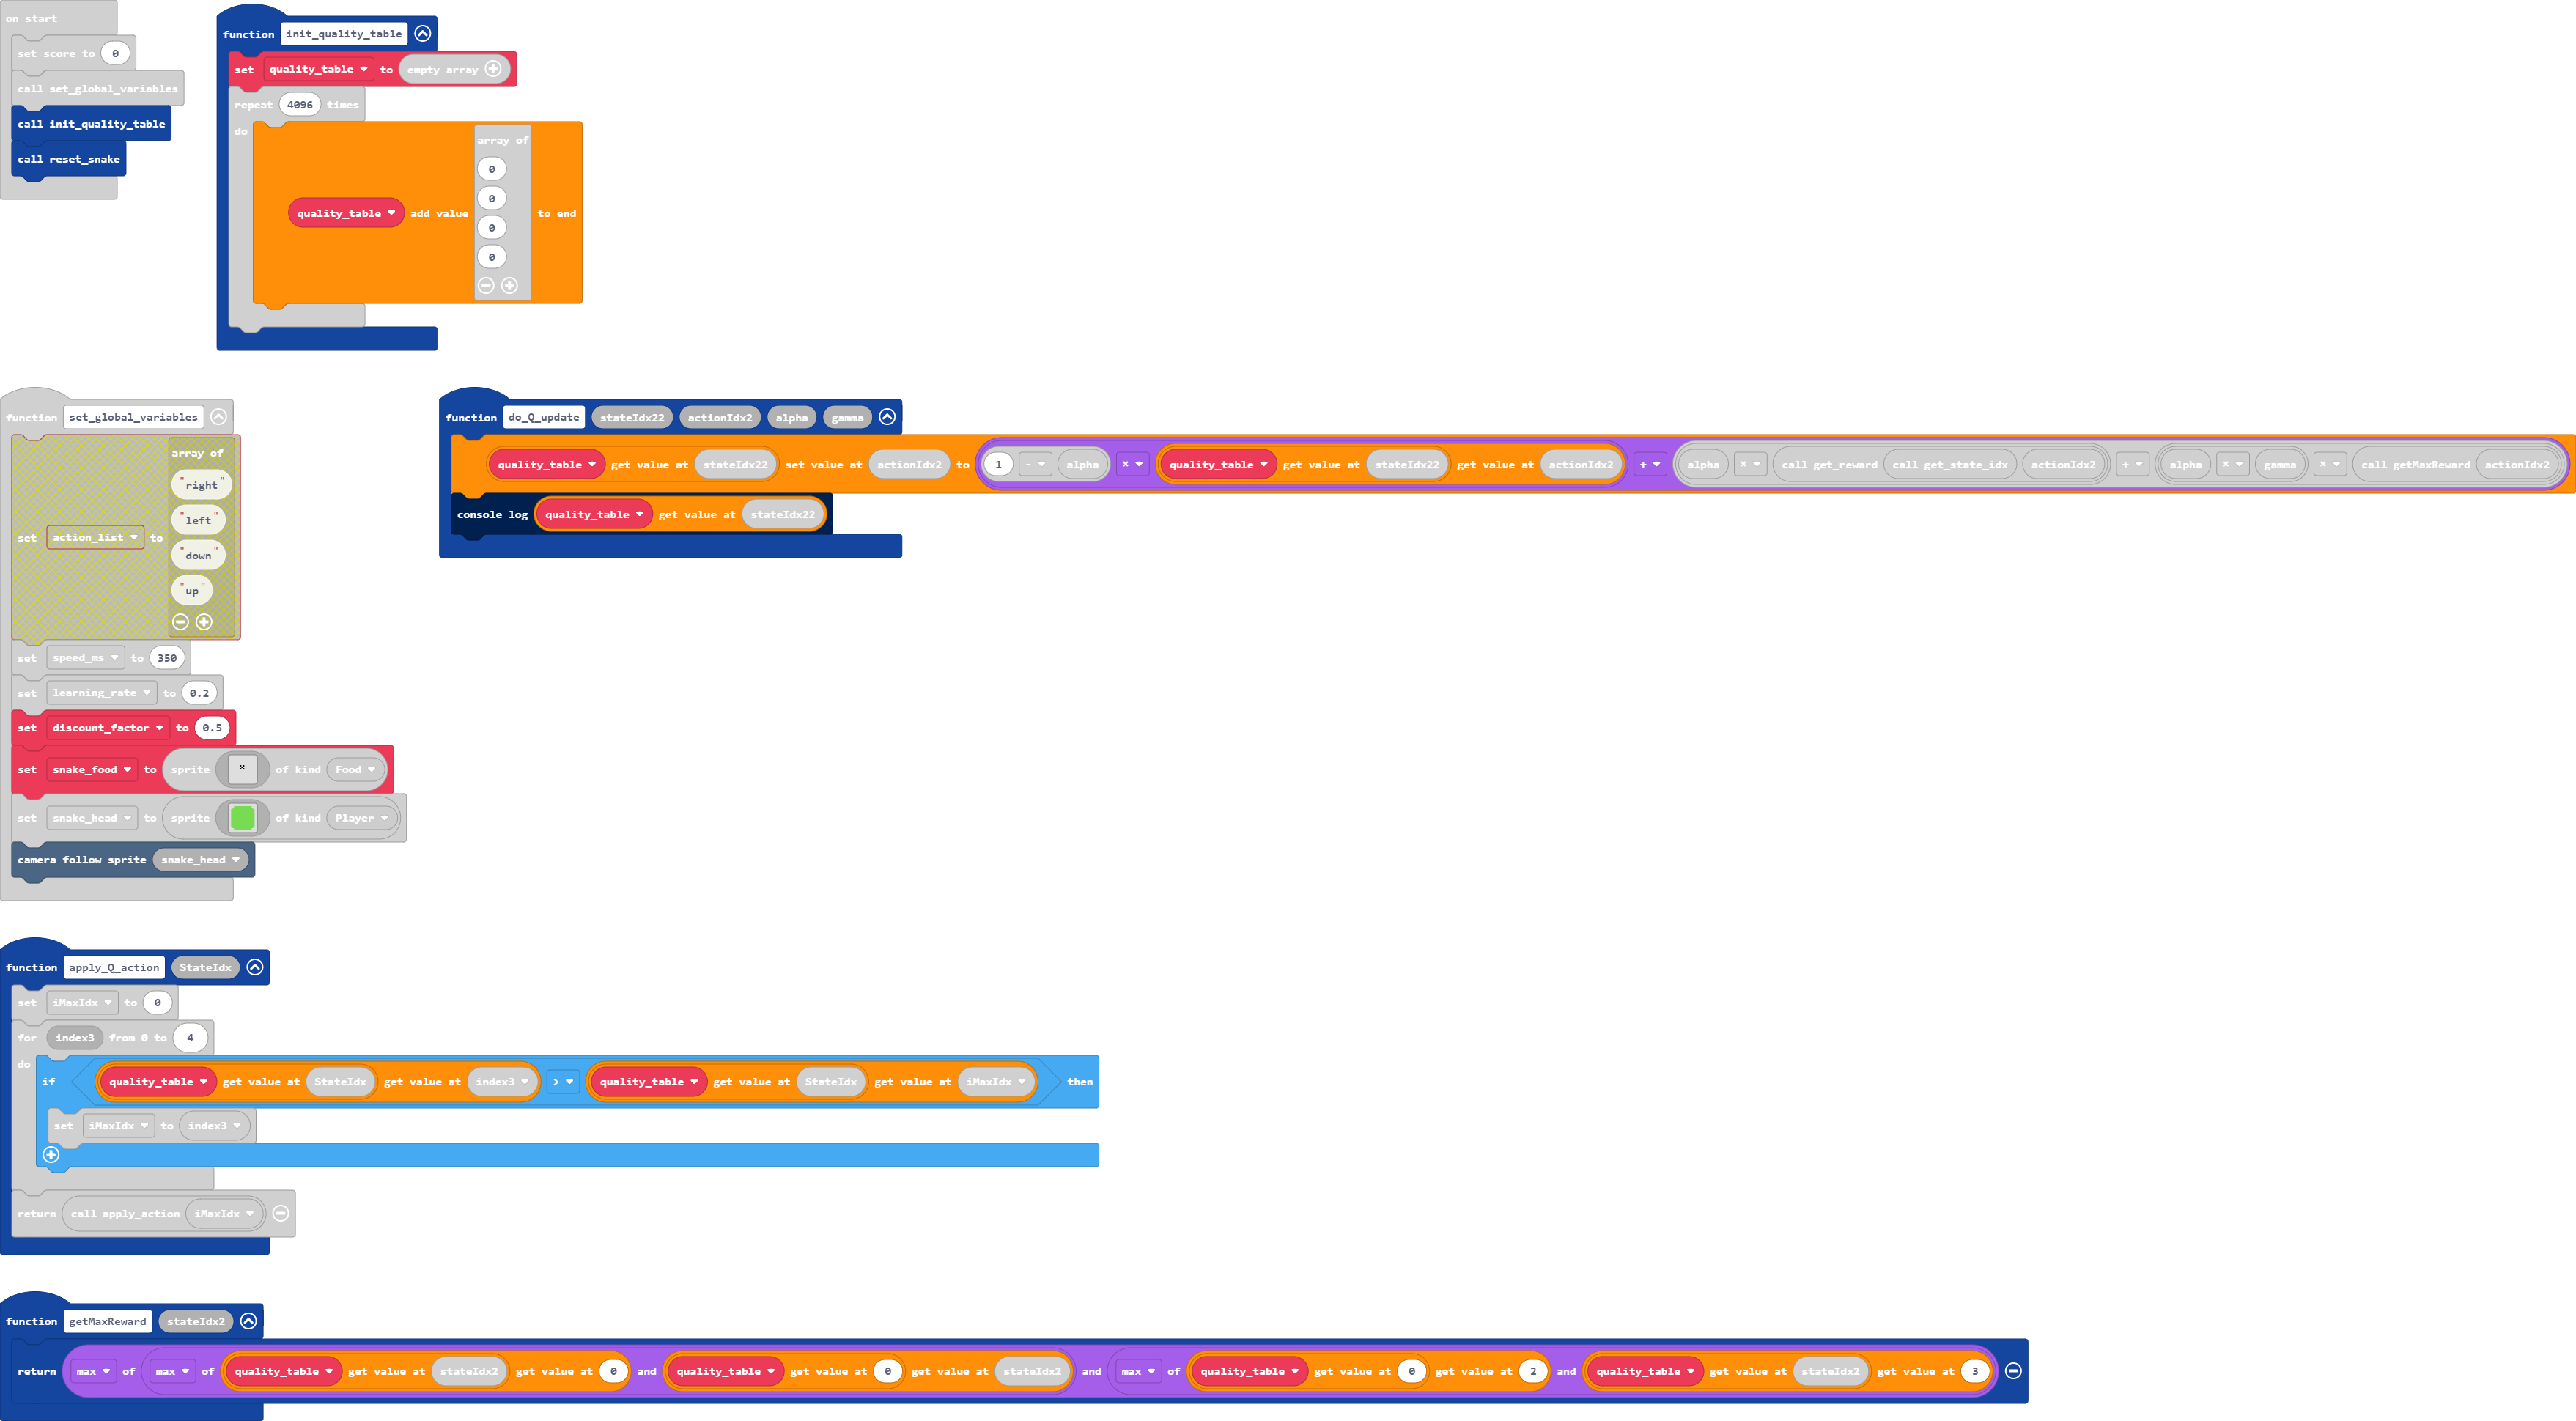 on start
set score to 0
call set_global_variables
call init_quality_table
call reset_snake
function init_quality_table
set quality_table to empty array
repeat 4096 times
do
array of
0
0
quality_table add value to end
0
0
function set_global_variables
array of
"right"
"left"
set action_list to
"down"
"up"
set speed_ms to 350
set learning_rate to 0.2
set discount_factor to 0.5
set snake_food to sprite of kind Food
set snake_head to sprite of kind Player
camera follow sprite snake_head
function do_Q_update stateIdx22 actionIdx2 alpha gamma
quality_table get value at stateIdx22 set value at actionIdx2 to 1 - alpha × quality_table get value at stateIdx22 get value at actionIdx2 + alpha × call get_reward call get_state_idx actionIdx2 + alpha × gamma × call getMaxReward actionIdx2
console log quality_table get value at stateIdx22
function apply_Q_action StateIdx
set iMaxIdx to 0
for index3 from 0 to 4
do
if quality_table get value at StateIdx get value at index3 > quality_table get value at StateIdx get value at iMaxIdx then
set iMaxIdx to index3
return call apply_action iMaxIdx
function getMaxReward stateIdx2
return max of max of quality_table get value at stateIdx2 get value at 0 and quality_table get value at 0 get value at stateIdx2 and max of quality_table get value at 0 get value at 2 and quality_table get value at stateIdx2 get value at 3